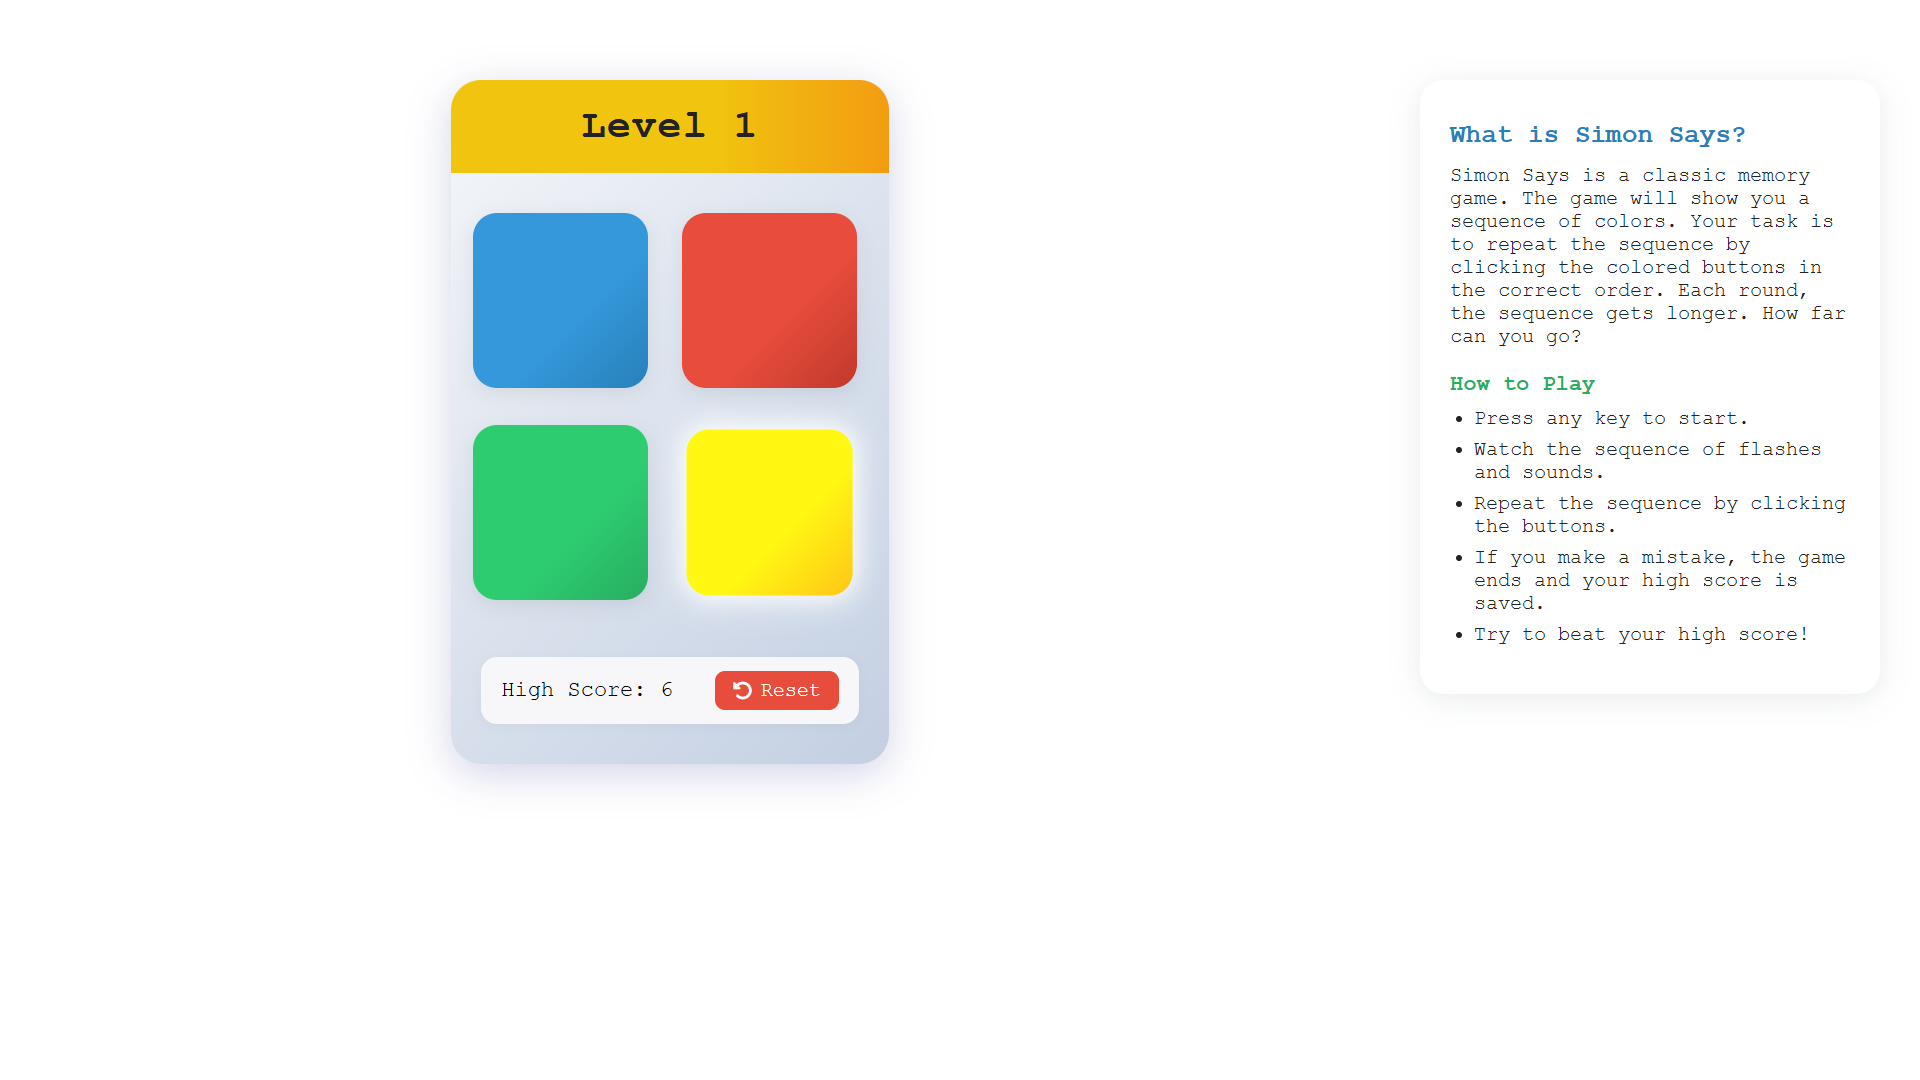 Level 1
High Score: 6
Reset
What is Simon Says?
Simon Says is a classic memory
game. The game will show you a
sequence of colors. Your task is
to repeat the sequence by
clicking the colored buttons in
the correct order. Each round,
the sequence gets longer. How far
can you go?
How to Play
• Press any key to start.
• Watch the sequence of flashes
and sounds.
• Repeat the sequence by clicking
the buttons.
• If you make a mistake, the game
ends and your high score is
saved.
• Try to beat your high score!